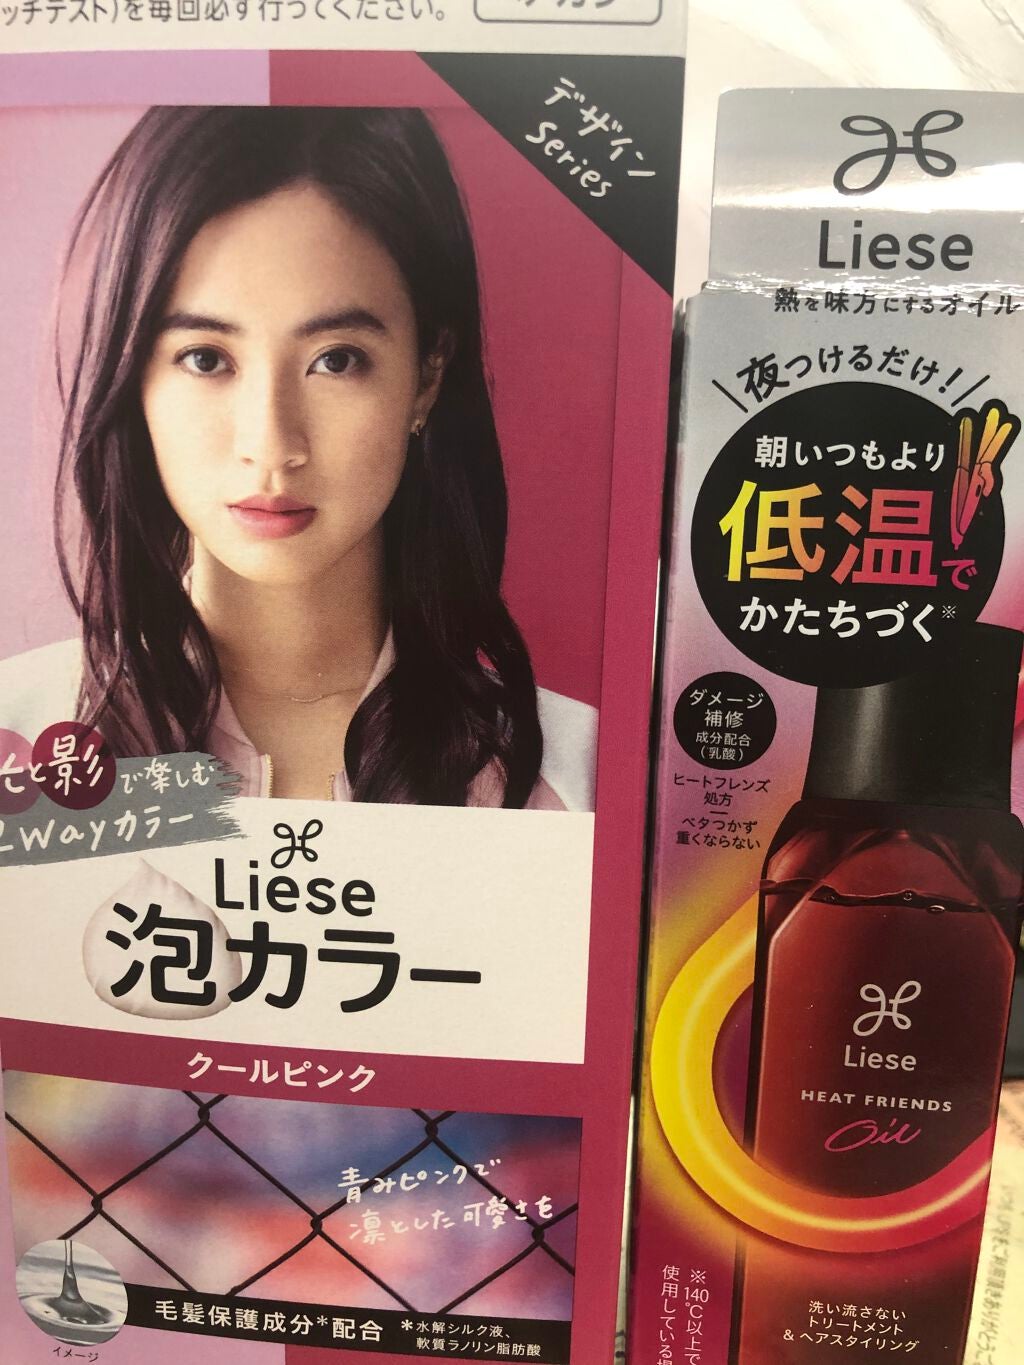 ッチテスト)を毎回必ず行ってください。
デザイン
Series
光と影で楽しむ
2Wayカラー
Liese
泡カラー
クールピンク
青みピンクで
凛とした可愛さを
イメージ
毛髪保護成分*配合
*水解シルク液、
軟質ラノリン脂肪酸
Liese
熱を味方にするオイル
夜つけるだけ!
朝いつもより
低温で
かたちづく※
ダメージ
補修
成分配合
(乳酸)
ヒートフレンズ
処方
ベタつかず
重くならない
Liese
HEAT FRIENDS
Oil
※140℃以上で
使用している場
洗い流さない
トリートメント
&ヘアスタイリング